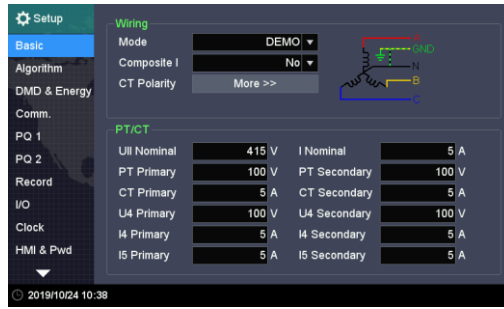 Setup
Basic
Algorithm
DMD & Energy
Comm.
PQ 1
PQ 2
Record
I/O
Clock
HMI & Pwd
Wiring
Mode DEMO
Composite I No
CT Polarity More >>
A
GND
N
B
C
PT/CT
Ull Nominal 415 V I Nominal 5 A
PT Primary 100 V PT Secondary 100 V
CT Primary 5 A CT Secondary 5 A
U4 Primary 100 V U4 Secondary 100 V
I4 Primary 5 A I4 Secondary 5 A
I5 Primary 5 A I5 Secondary 5 A
2019/10/24 10:38